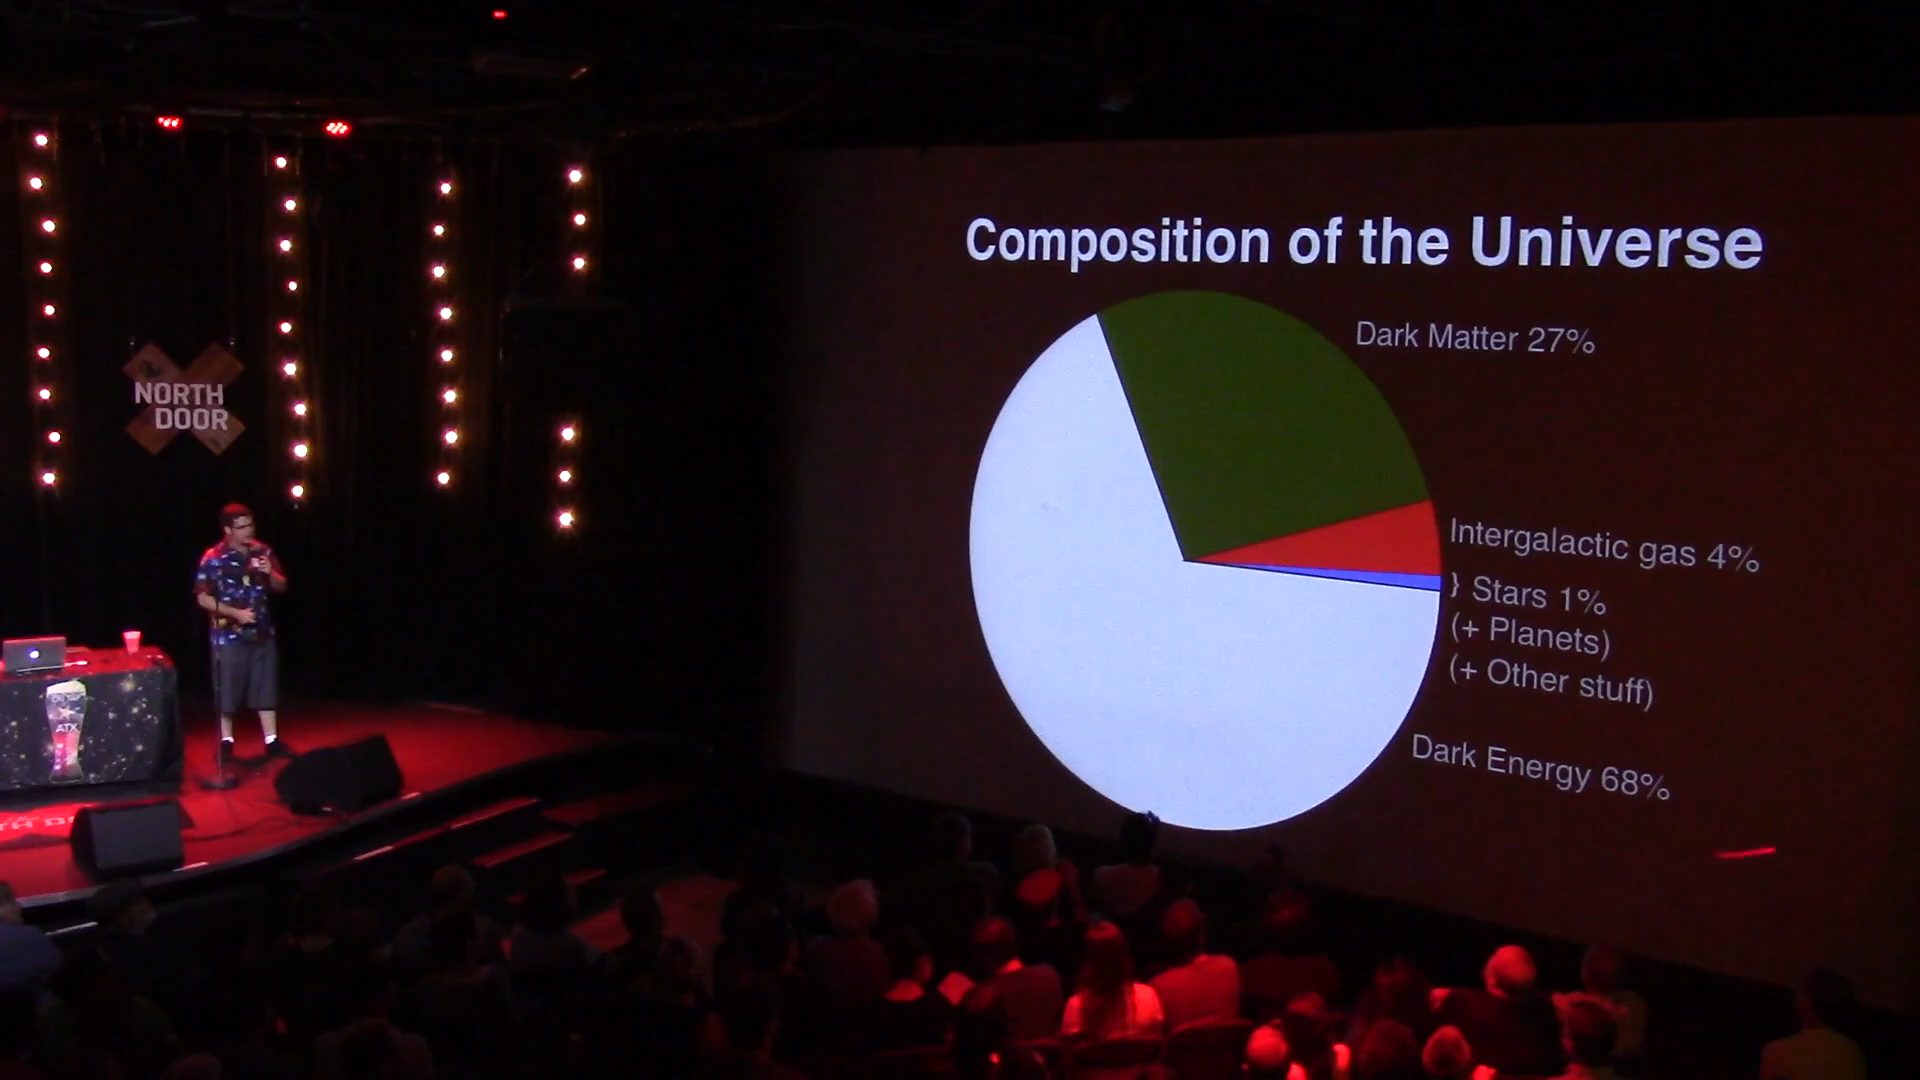 Composition of the Universe
Dark Matter 27%
NORTH
DOOR
Intergalactic gas 4%
} Stars 1%
(+ Planets)
(+ Other stuff)
ATX
Dark Energy 68%